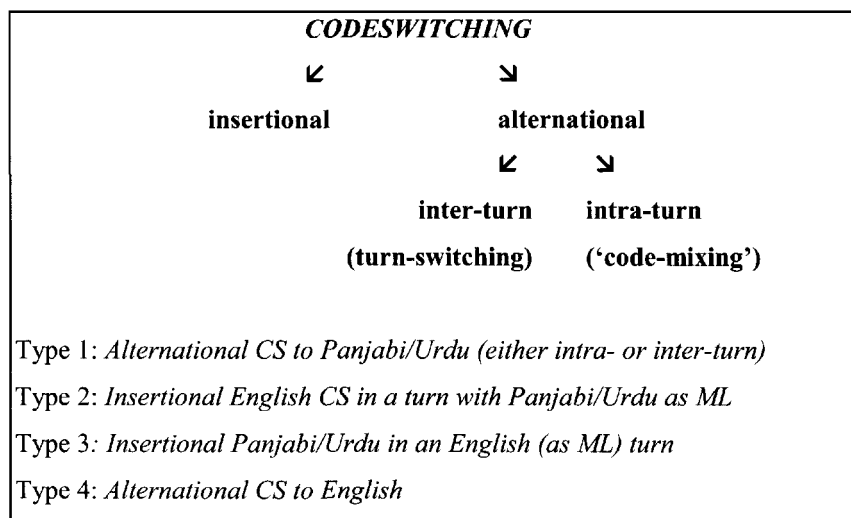 CODESWITCHING
↙ ↘
insertional alternational
↙ ↘
inter-turn intra-turn
(turn-switching) (‘code-mixing’)
Type 1: Alternational CS to Panjabi/Urdu (either intra- or inter-turn)
Type 2: Insertional English CS in a turn with Panjabi/Urdu as ML
Type 3: Insertional Panjabi/Urdu in an English (as ML) turn
Type 4: Alternational CS to English